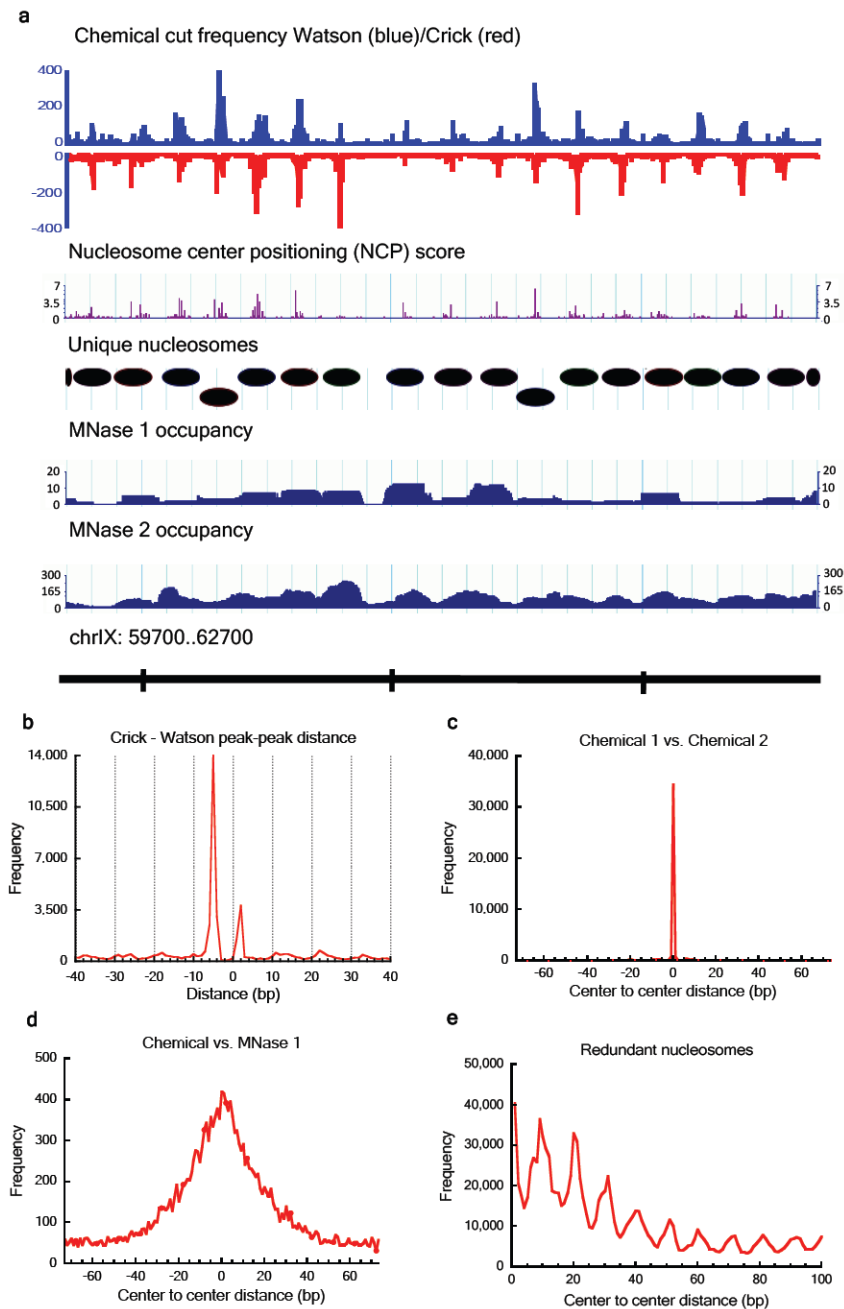 a
Chemical cut frequency Watson (blue)/Crick (red)
400
200
0
0
-200
-400
Nucleosome center positioning (NCP) score
7 7
3.5 3.5
0 0
Unique nucleosomes
MNase 1 occupancy
20 20
10 10
0 0
MNase 2 occupancy
300 300
165 165
0 0
chrIX: 59700..62700
b
Crick - Watson peak-peak distance
14,000
10,500
7,000
3,500
0
Frequency
-40 -30 -20 -10 0 10 20 30 40
Distance (bp)
c
Chemical 1 vs. Chemical 2
40,000
30,000
20,000
10,000
0
Frequency
-60 -40 -20 0 20 40 60
Center to center distance (bp)
d
Chemical vs. MNase 1
500
400
300
200
100
0
Frequency
-60 -40 -20 0 20 40 60
Center to center distance (bp)
e
Redundant nucleosomes
50,000
40,000
30,000
20,000
10,000
0
Frequency
0 20 40 60 80 100
Center to center distance (bp)